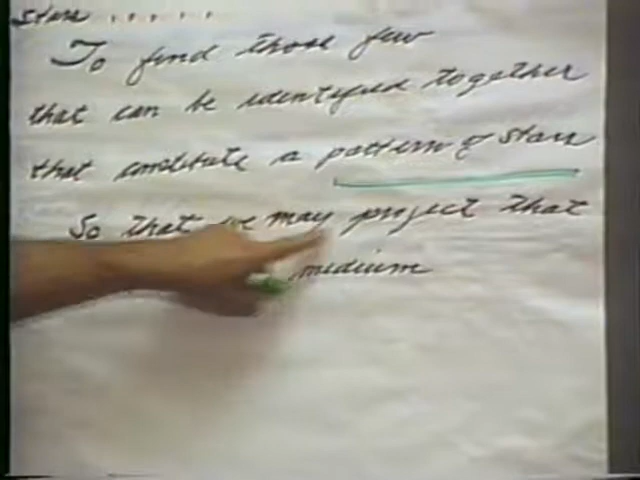 Stars . . . . . .
To find those few
that can be identified together
that constitute a pattern of stars
So that we may project that
medium